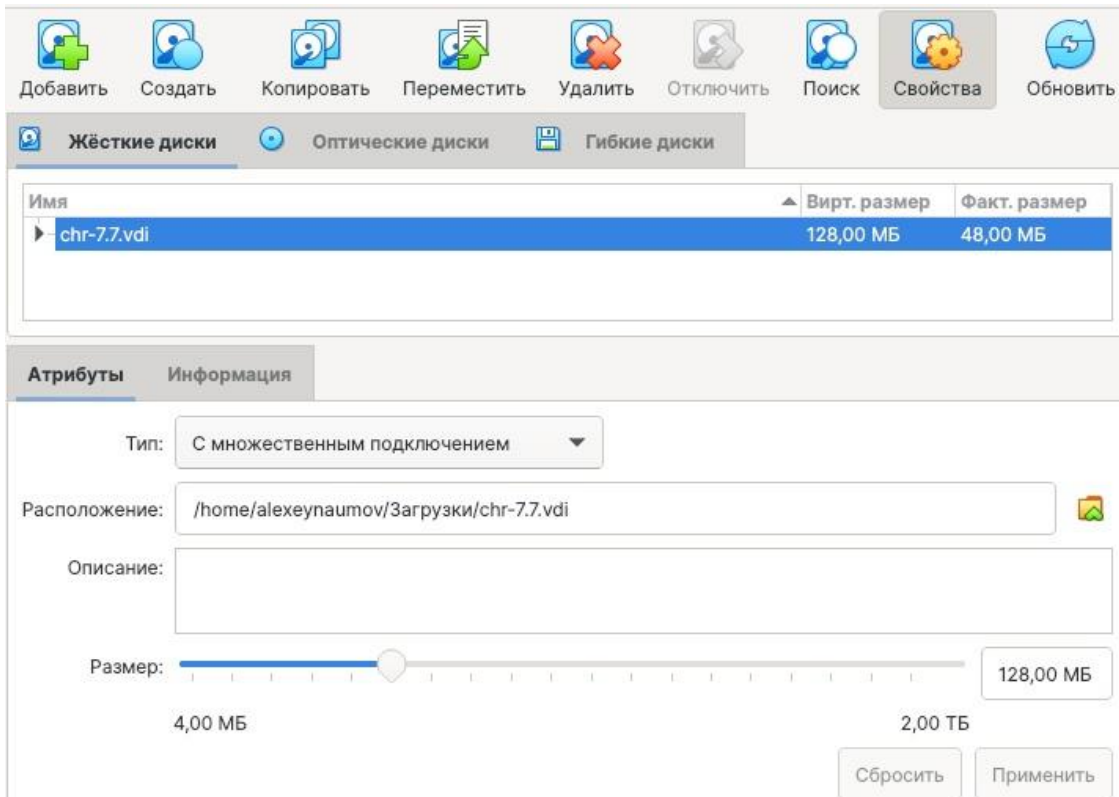 Добавить Создать Копировать Переместить Удалить Отключить Поиск Свойства Обновить
Жёсткие диски Оптические диски Гибкие диски
Имя Вирт. размер Факт. размер
chr-7.7.vdi 128,00 МБ 48,00 МБ
Атрибуты Информация
Тип: С множественным подключением
Расположение: /home/alexeynaumov/Загрузки/chr-7.7.vdi
Описание:
Размер: 128,00 МБ
4,00 МБ 2,00 ТБ
Сбросить Применить